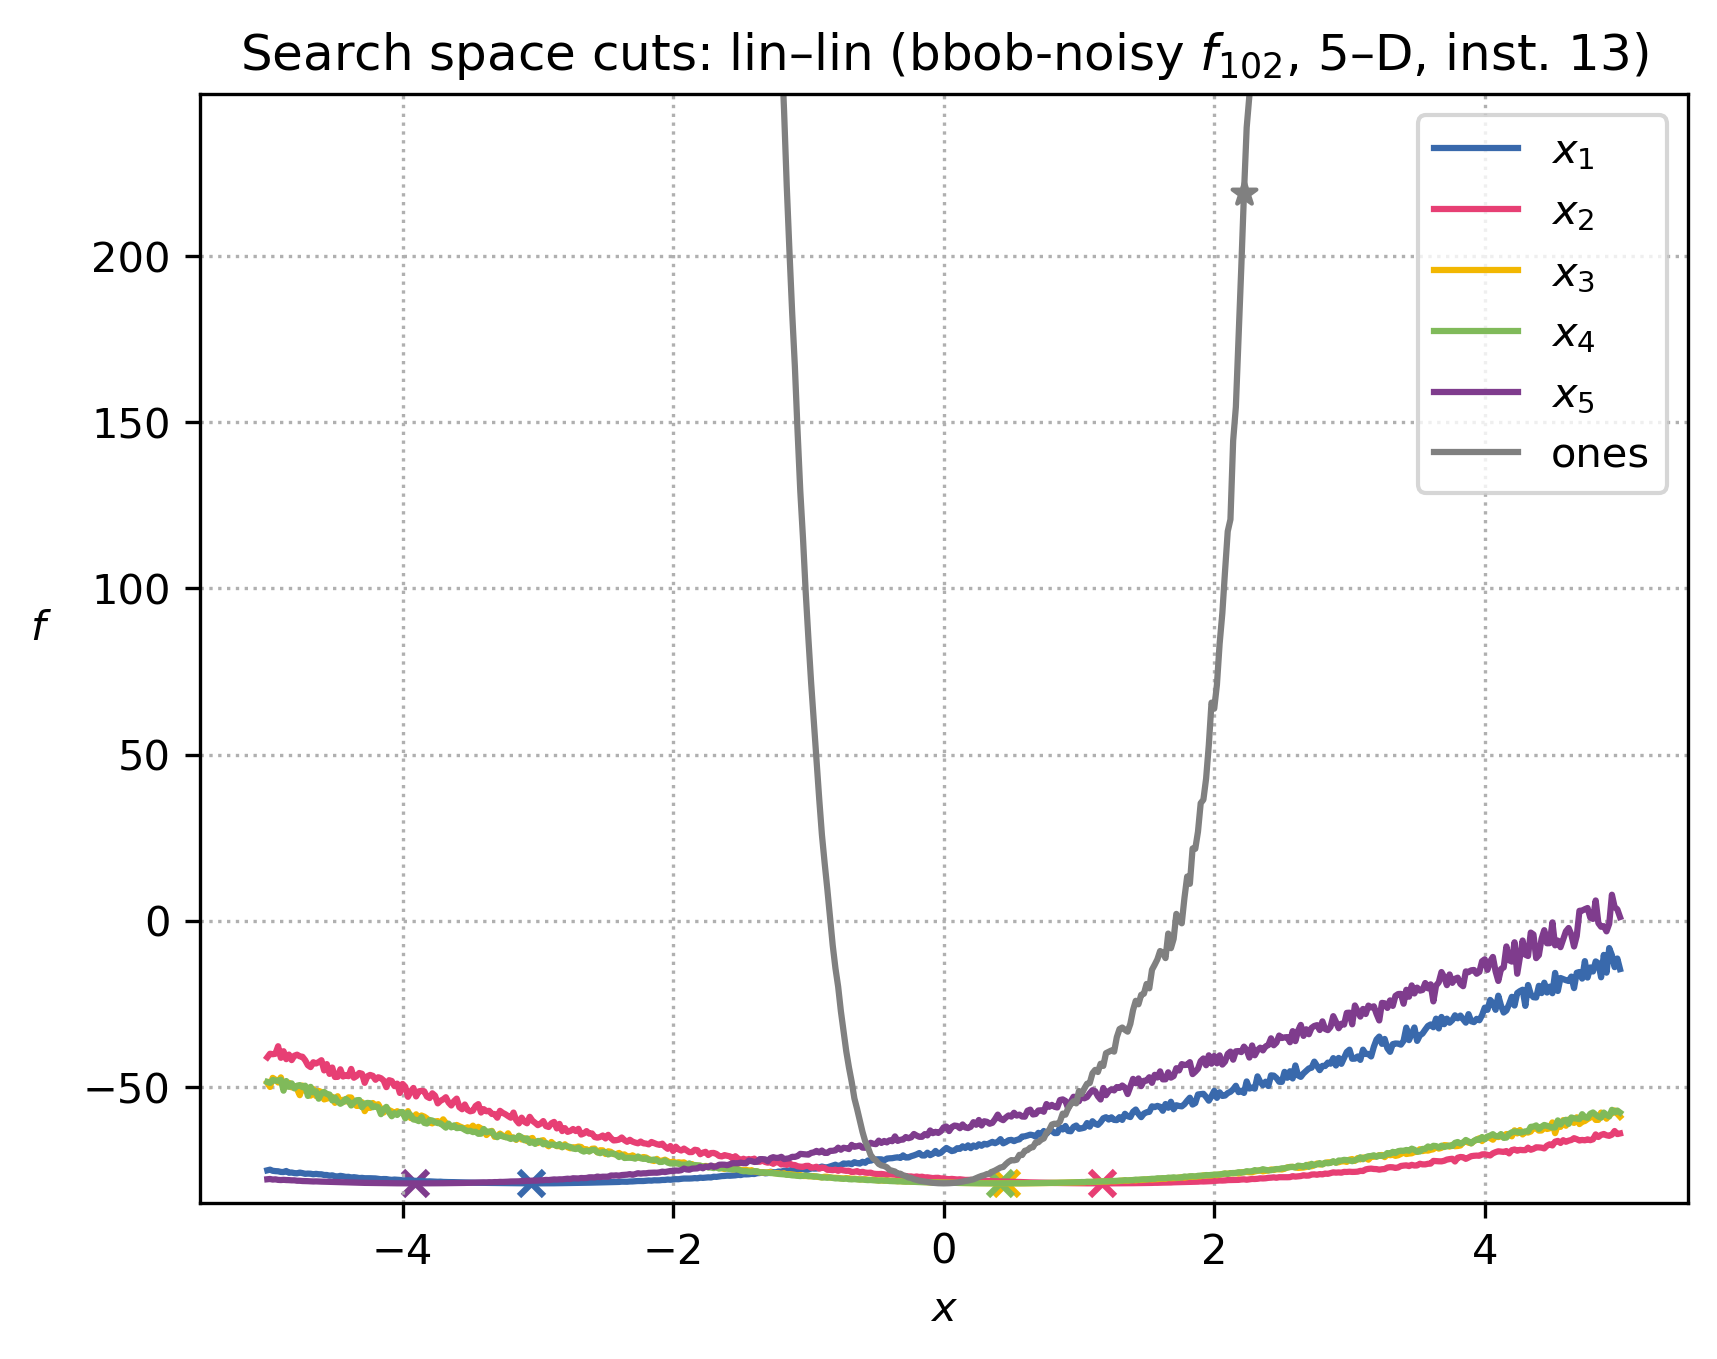 Search space cuts: lin–lin (bbob-noisy f102, 5–D, inst. 13)
f
200
150
100
50
0
−50
−4
−2
0
2
4
x
x1
x2
x3
x4
x5
ones